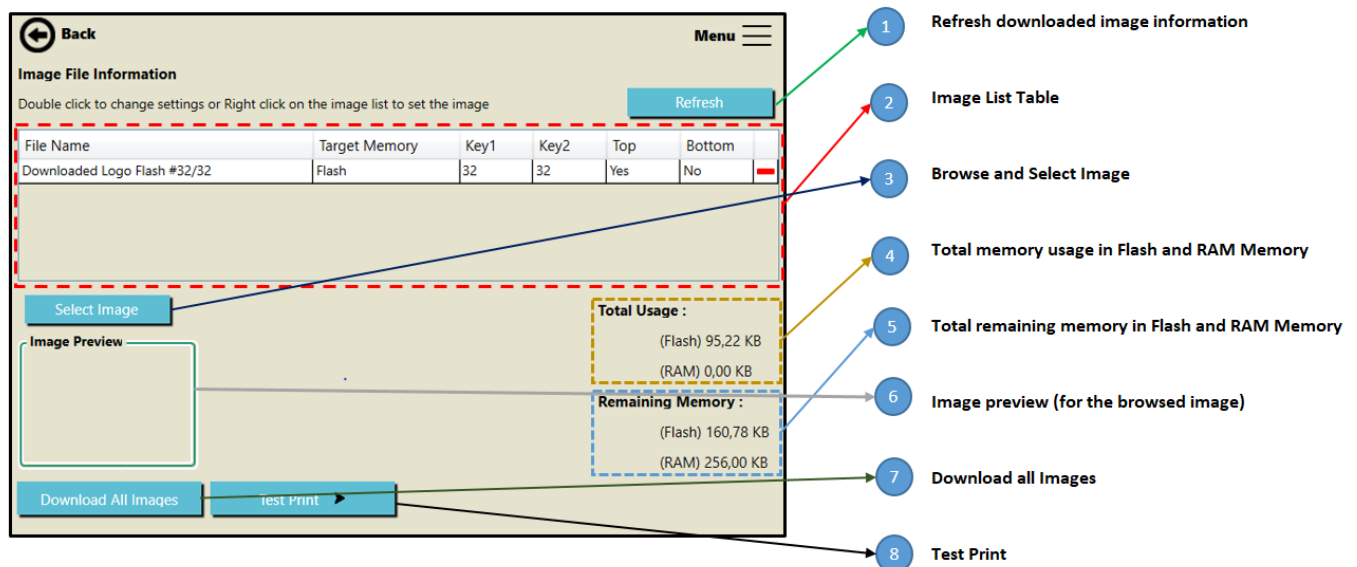 Back
Menu
Image File Information
Double click to change settings or Right click on the image list to set the image
Refresh
File Name Target Memory Key1 Key2 Top Bottom
Downloaded Logo Flash #32/32 Flash 32 32 Yes No
Select Image
Image Preview
Total Usage :
(Flash) 95,22 KB
(RAM) 0,00 KB
Remaining Memory :
(Flash) 160,78 KB
(RAM) 256,00 KB
Download All Images
Test Print
1 Refresh downloaded image information
2 Image List Table
3 Browse and Select Image
4 Total memory usage in Flash and RAM Memory
5 Total remaining memory in Flash and RAM Memory
6 Image preview (for the browsed image)
7 Download all Images
8 Test Print